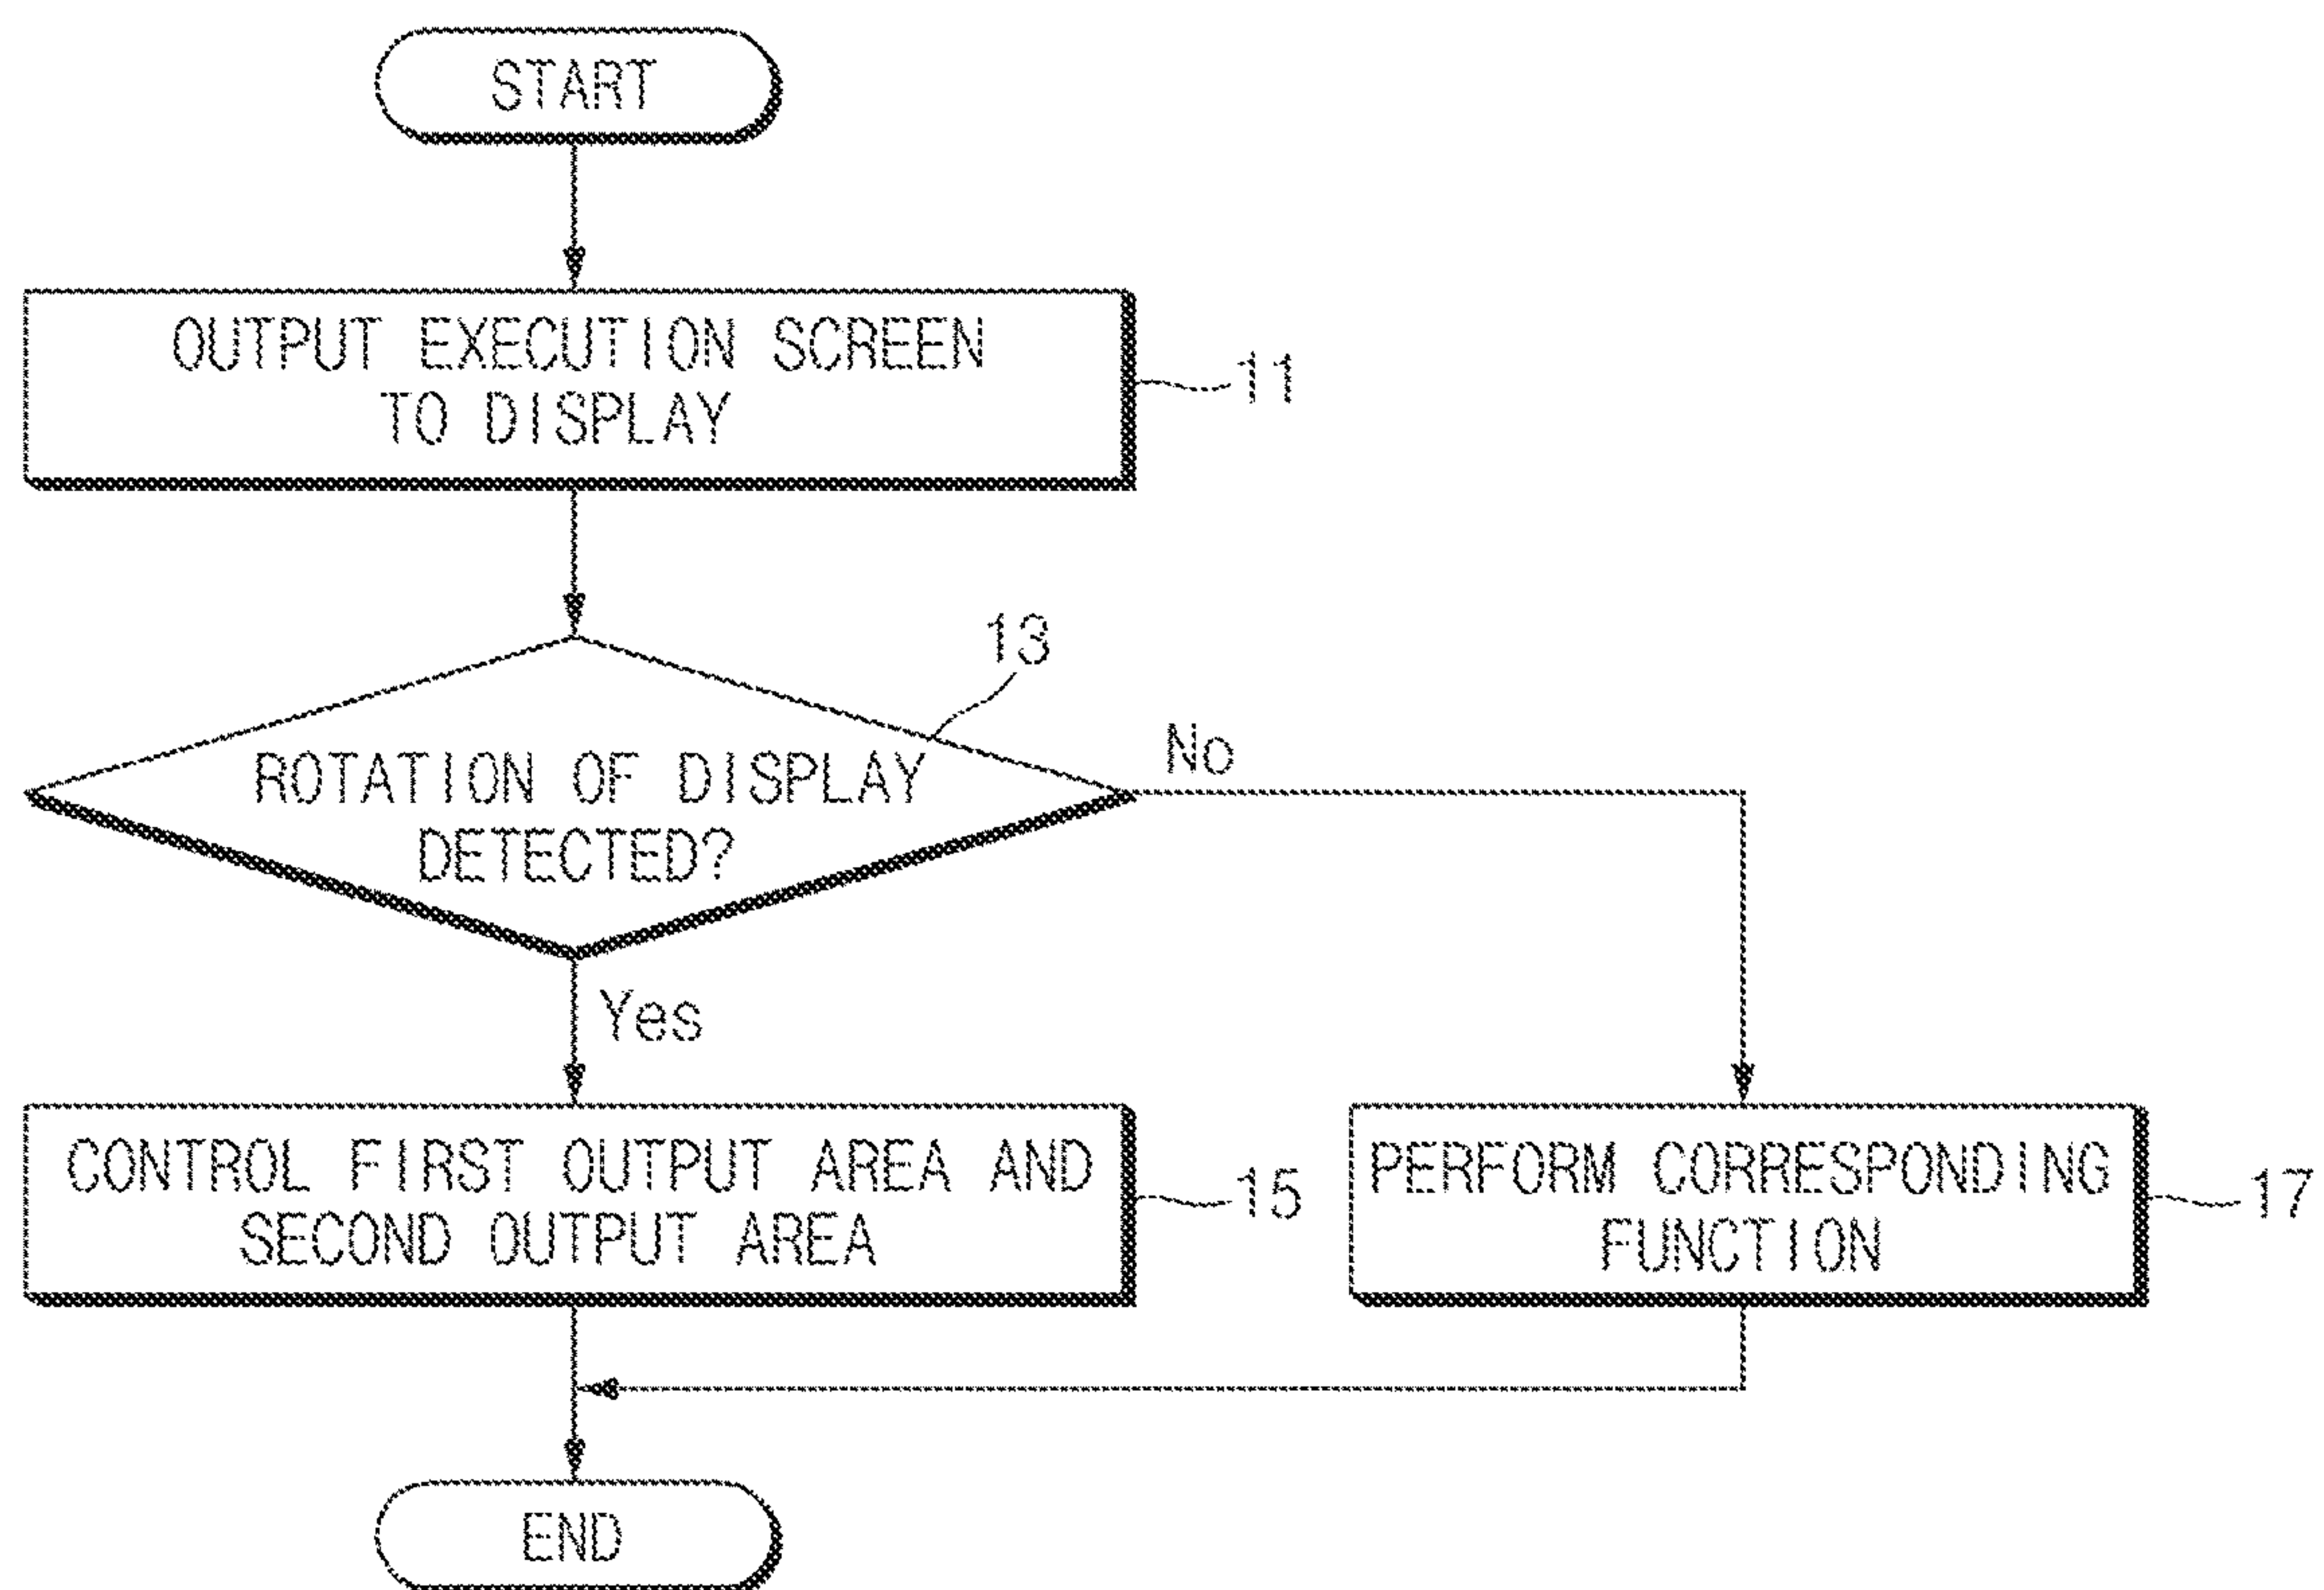 START
OUTPUT EXECUTION SCREEN
TO DISPLAY
11
13
ROTATION OF DISPLAY
DETECTED?
No
Yes
CONTROL FIRST OUTPUT AREA AND
SECOND OUTPUT AREA
15
PERFORM CORRESPONDING
FUNCTION
17
END